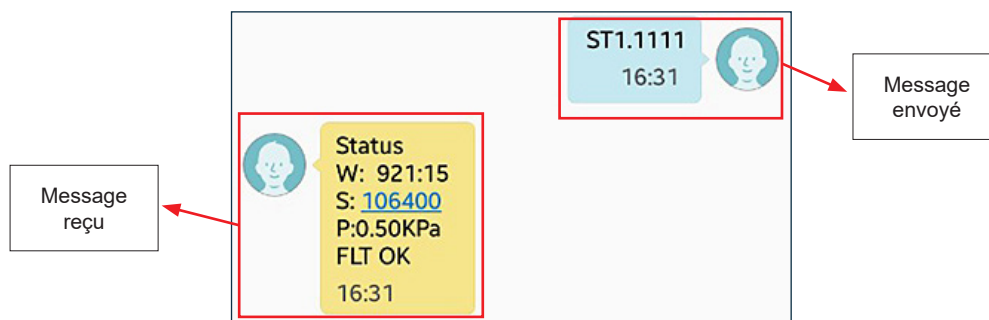 ST1.1111
16:31
Message
envoyé
Status
W: 921:15
S: 106400
P:0.50KPa
FLT OK
16:31
Message
reçu